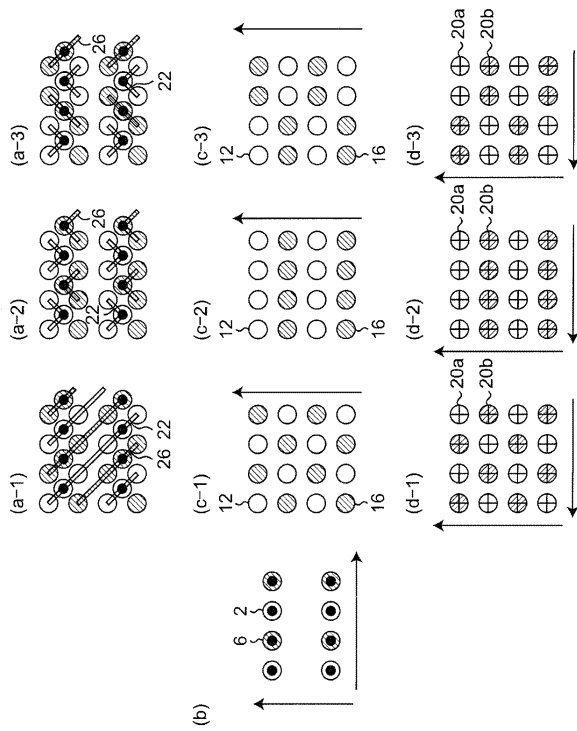 (a-1)
26
22
(a-2)
22
26
(a-3)
26
22
(b)
6
2
(c-1)
12
16
(c-2)
12
16
(c-3)
12
16
(d-1)
20a
20b
(d-2)
20a
20b
(d-3)
20a
20b